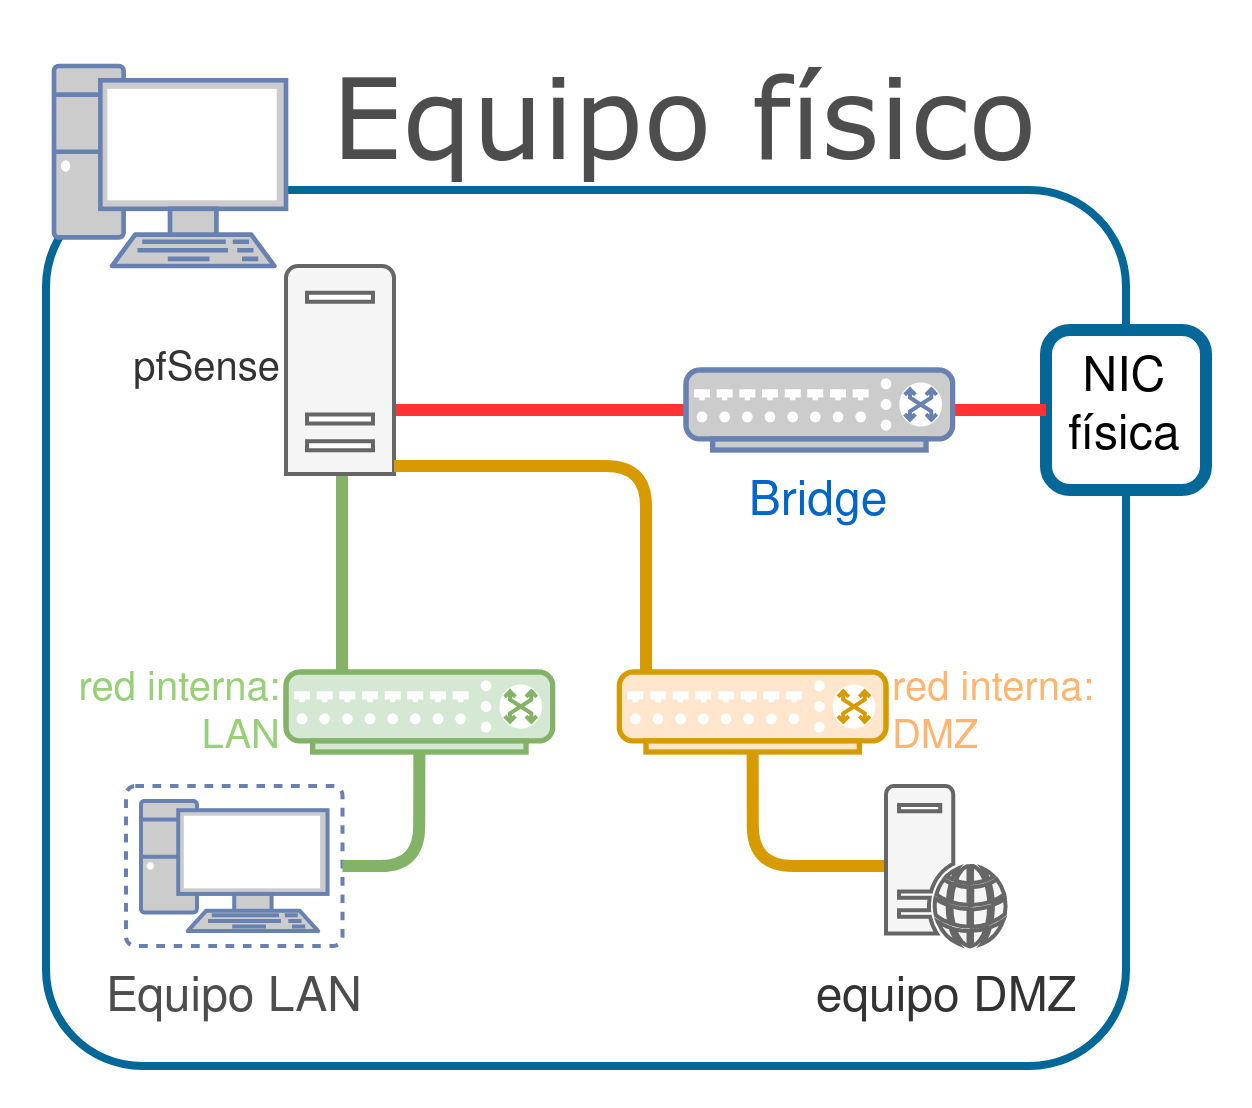 Equipo físico
pfSense
NIC
física
Bridge
red interna:
LAN
red interna:
DMZ
Equipo LAN
equipo DMZ